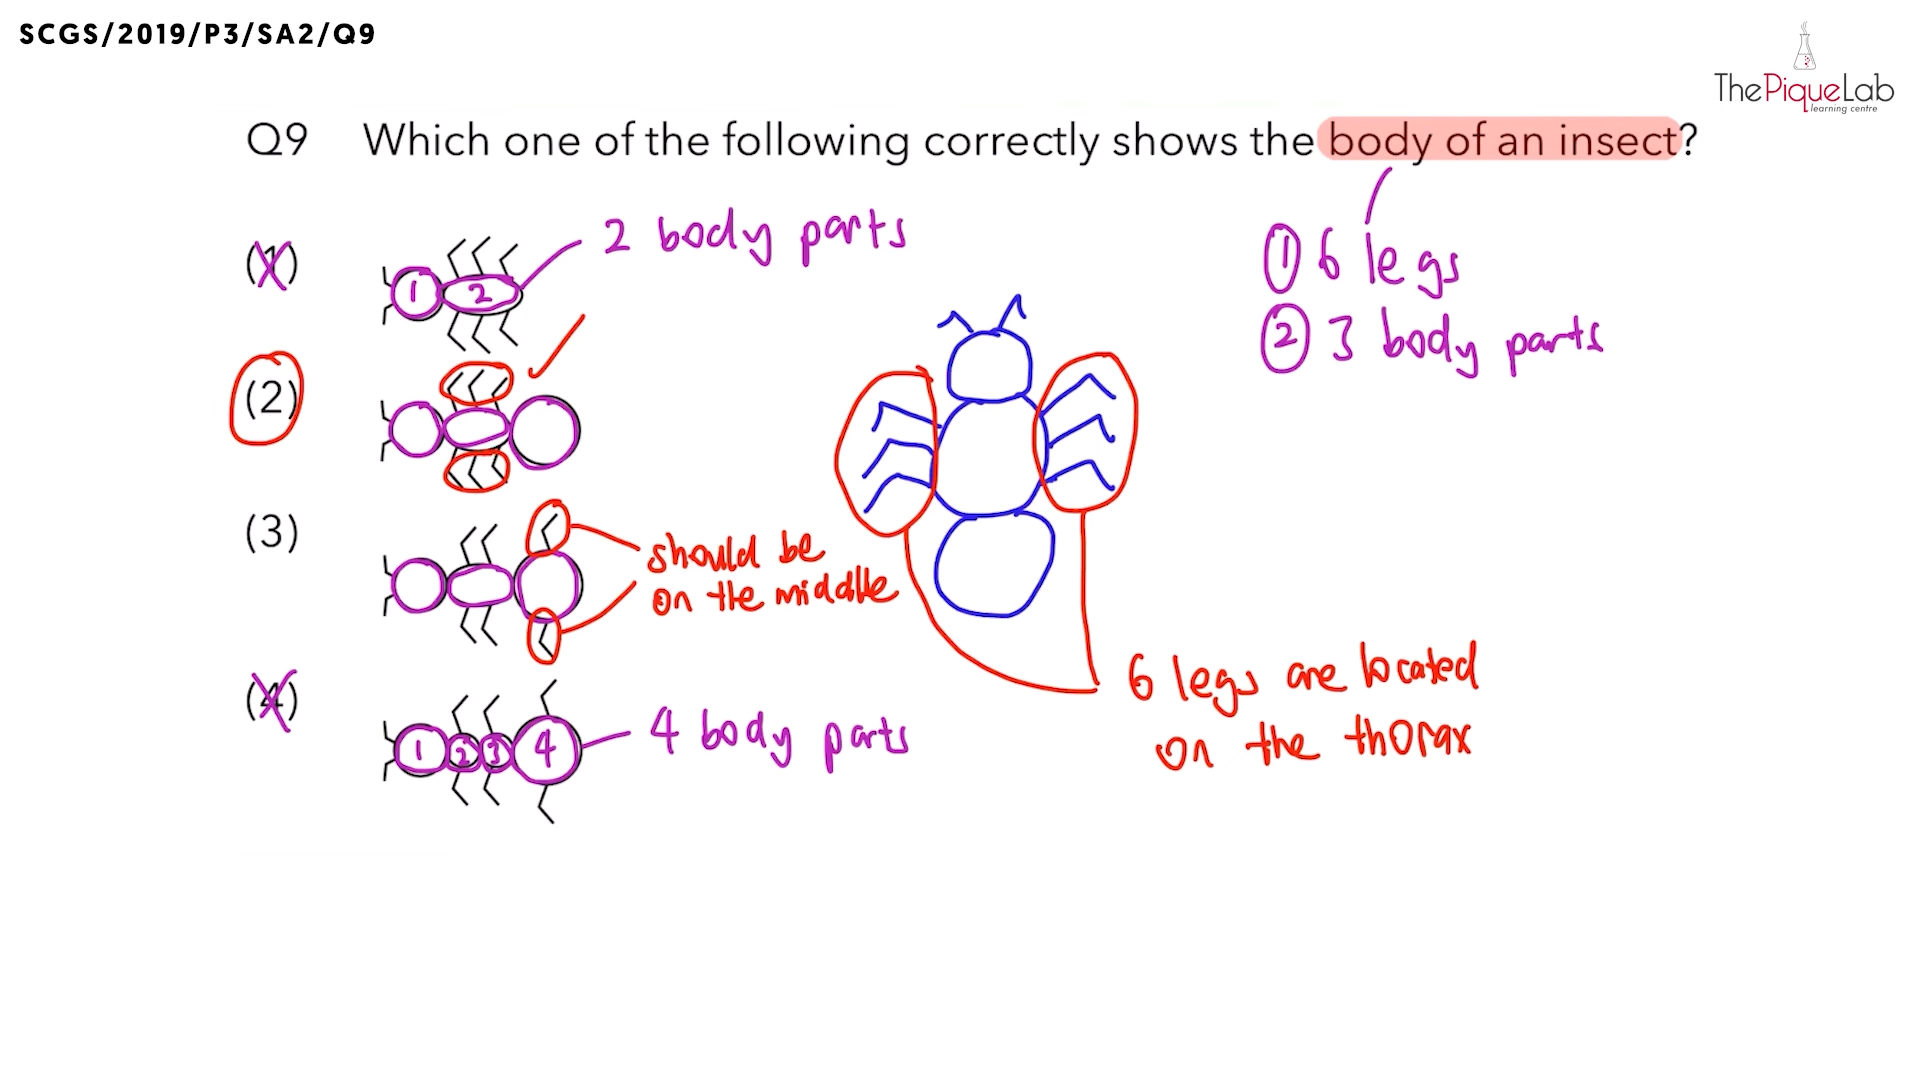 SCGS/2019/P3/SA2/Q9
ThePiqueLab
learning centre
Q9 Which one of the following correctly shows the body of an insect?
(1)
1 2
2 body parts
① 6 legs
② 3 body parts
(2)
(3)
should be
on the middle
6 legs are located
on the thorax
(4)
1 2 3 4
4 body parts